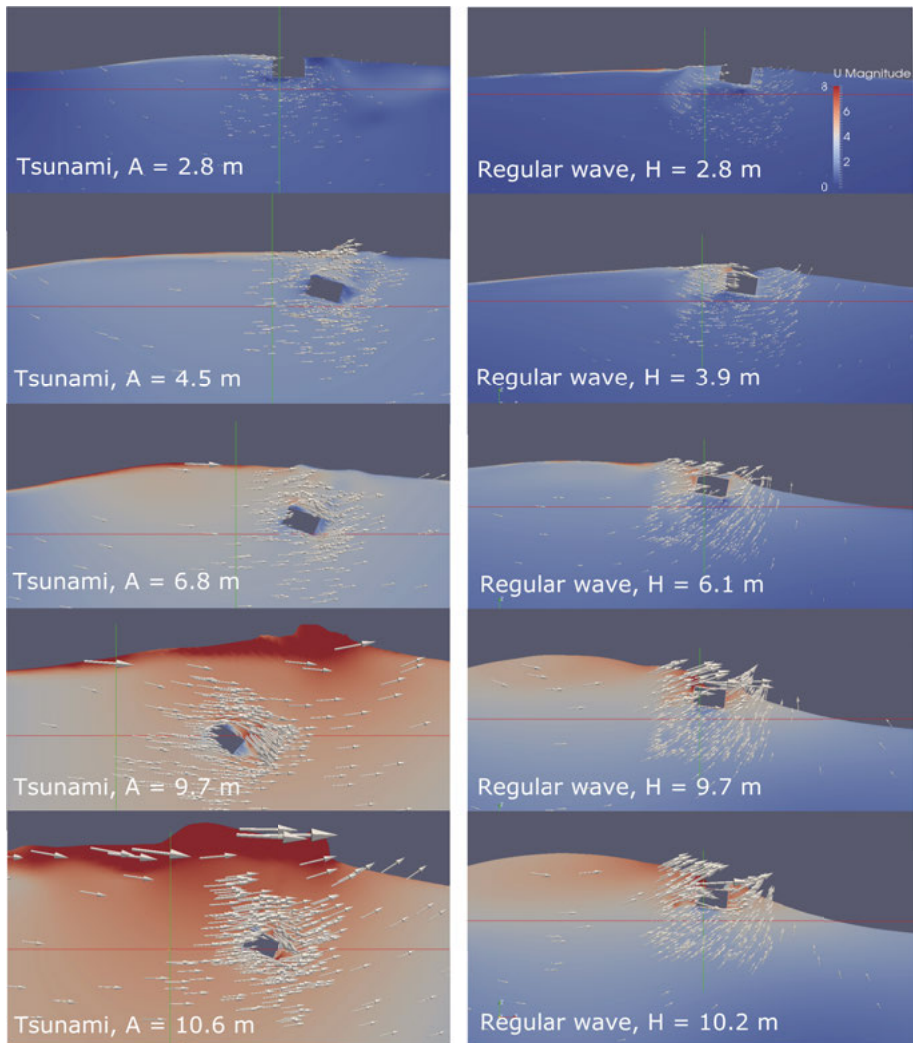 Tsunami, A = 2.8 m
Regular wave, H = 2.8 m
U Magnitude
8
6
4
2
0
Tsunami, A = 4.5 m
Regular wave, H = 3.9 m
Tsunami, A = 6.8 m
Regular wave, H = 6.1 m
Tsunami, A = 9.7 m
Regular wave, H = 9.7 m
Tsunami, A = 10.6 m
Regular wave, H = 10.2 m